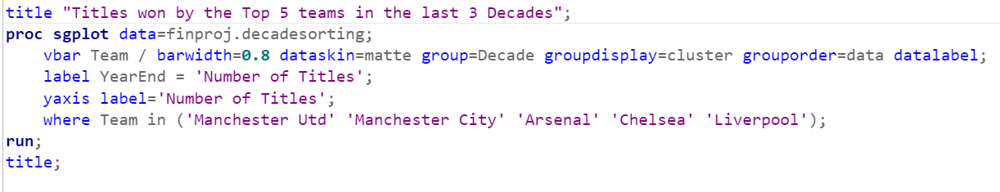 title "Titles won by the Top 5 teams in the last 3 Decades";
proc sgplot data=finproj.decadesorting;
    vbar Team / barwidth=0.8 dataskin=matte group=Decade groupdisplay=cluster grouporder=data datalabel;
    label YearEnd = 'Number of Titles';
    yaxis label='Number of Titles';
    where Team in ('Manchester Utd' 'Manchester City' 'Arsenal' 'Chelsea' 'Liverpool');
run;
title;